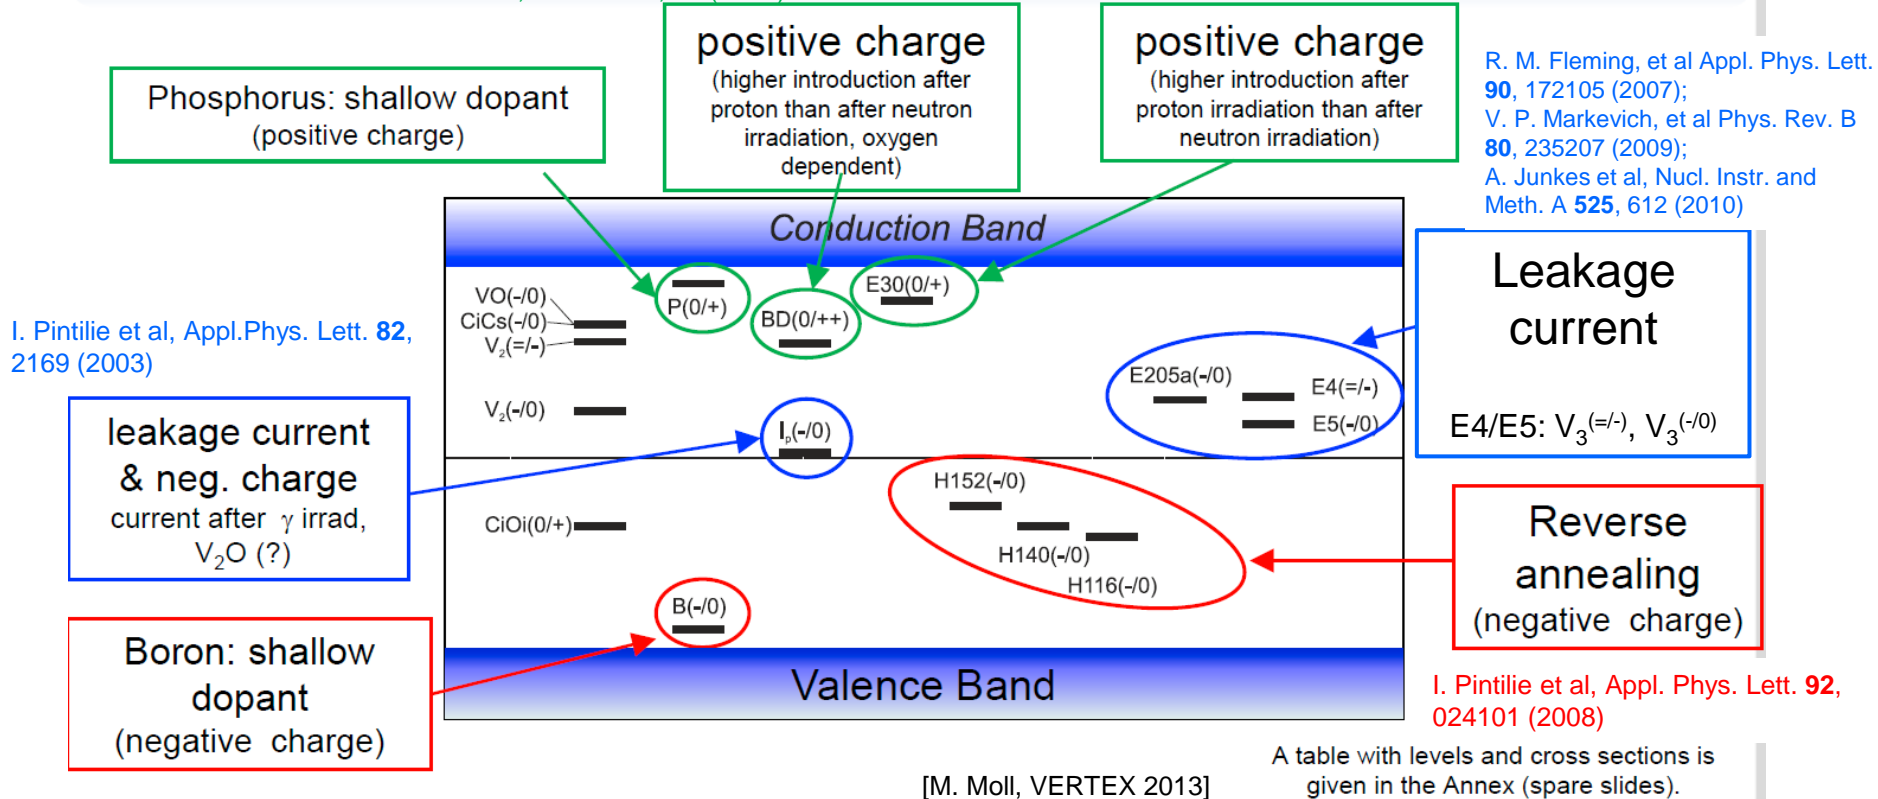 positive charge
(higher introduction after
proton than after neutron
irradiation, oxygen
dependent)
positive charge
(higher introduction after
proton irradiation than after
neutron irradiation)
R. M. Fleming, et al Appl. Phys. Lett.
90, 172105 (2007);
V. P. Markevich, et al Phys. Rev. B
80, 235207 (2009);
A. Junkes et al, Nucl. Instr. and
Meth. A 525, 612 (2010)
Phosphorus: shallow dopant
(positive charge)
Conduction Band
VO(-/0)
CiCs(-/0)
V₂(=/-)
V₂(-/0)
CiOi(0/+)
P(0/+)
BD(0/++)
E30(0/+)
Iₚ(-/0)
B(-/0)
E205a(-/0)
E4(=/-)
E5(-/0)
H152(-/0)
H140(-/0)
H116(-/0)
Valence Band
Leakage
current
E4/E5: V₃(=/-), V₃(-/0)
I. Pintilie et al, Appl.Phys. Lett. 82,
2169 (2003)
leakage current
& neg. charge
current after γ irrad,
V₂O (?)
Boron: shallow
dopant
(negative charge)
Reverse
annealing
(negative charge)
I. Pintilie et al, Appl. Phys. Lett. 92,
024101 (2008)
A table with levels and cross sections is
given in the Annex (spare slides).
[M. Moll, VERTEX 2013]